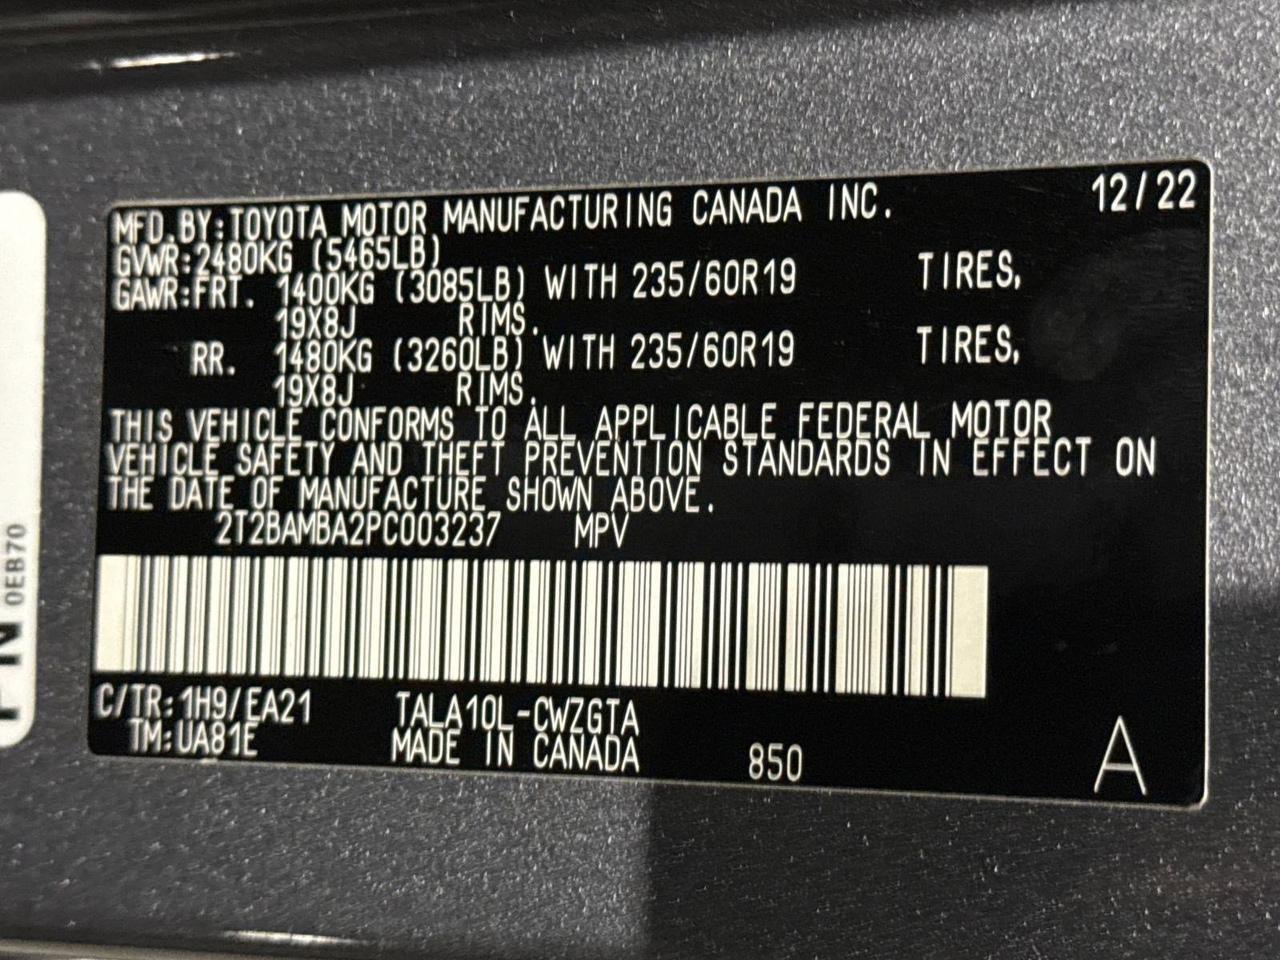 MFD.BY:TOYOTA MOTOR MANUFACTURING CANADA INC. 12/22
GVWR:2480KG (5465LB)
GAWR:FRT. 1400KG (3085LB) WITH 235/60R19 TIRES,
19X8J RIMS.
RR. 1480KG (3260LB) WITH 235/60R19 TIRES,
19X8J RIMS.
THIS VEHICLE CONFORMS TO ALL APPLICABLE FEDERAL MOTOR
VEHICLE SAFETY AND THEFT PREVENTION STANDARDS IN EFFECT ON
THE DATE OF MANUFACTURE SHOWN ABOVE.
2T2BAMBA2PC003237 MPV
C/TR:1H9/EA21 TALA10L-CWZGTA
TM:UA81E MADE IN CANADA 850 A
0EB70